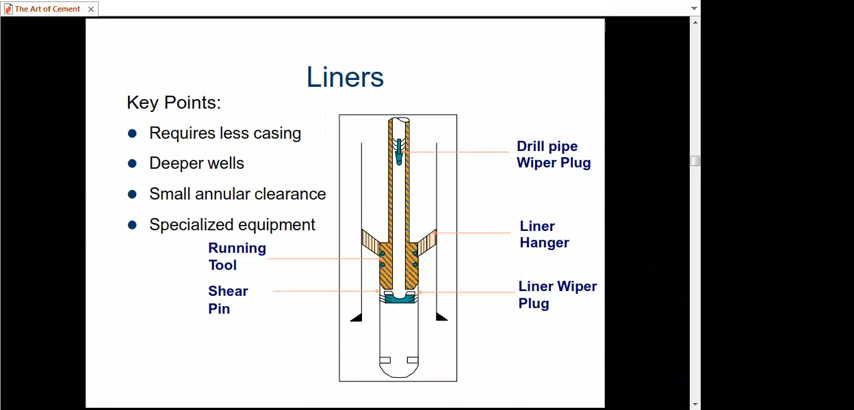 The Art of Cement
Liners
Key Points:
Requires less casing
Deeper wells
Small annular clearance
Specialized equipment
Drill pipe
Wiper Plug
Liner
Hanger
Running
Tool
Shear
Pin
Liner Wiper
Plug